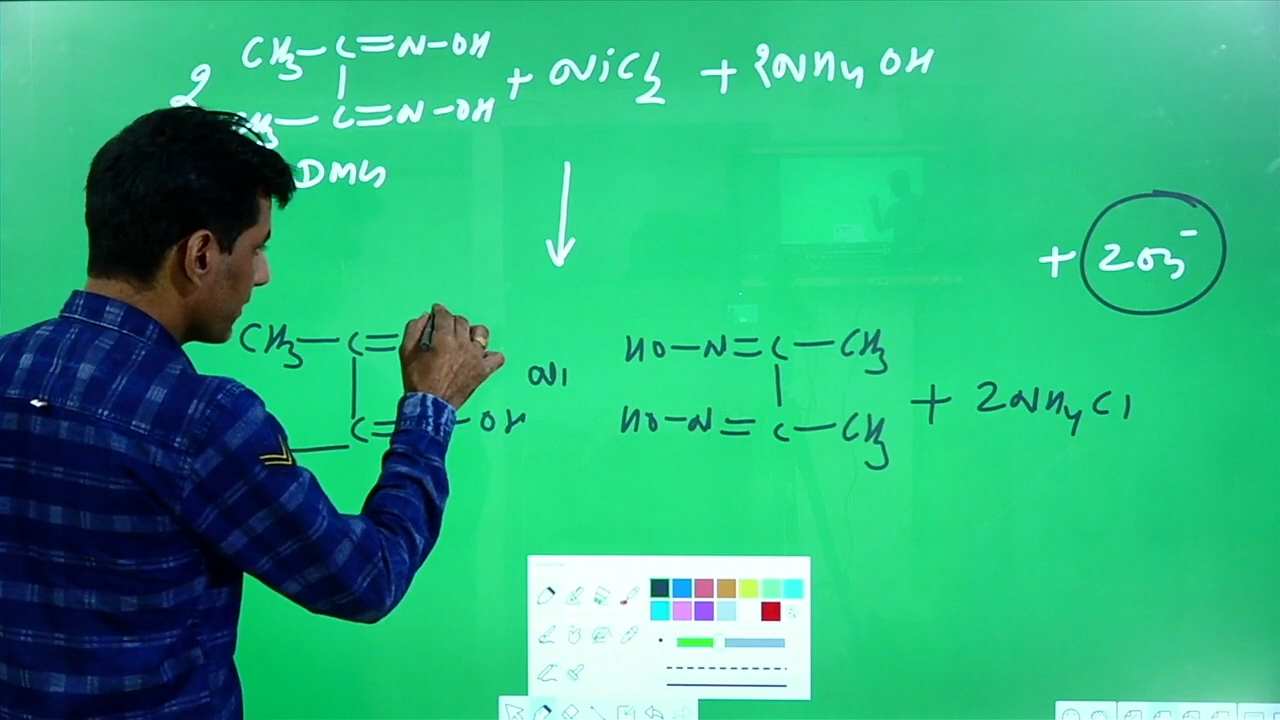 2 CH3—C=N—OH + NiCl2 + 2NH4OH
CH3—C=N—OH
DMG
+ 2OH⁻
CH3—C= Ni HO—N=C—CH3
C= —OH HO—N=C—CH3 + 2NH4Cl